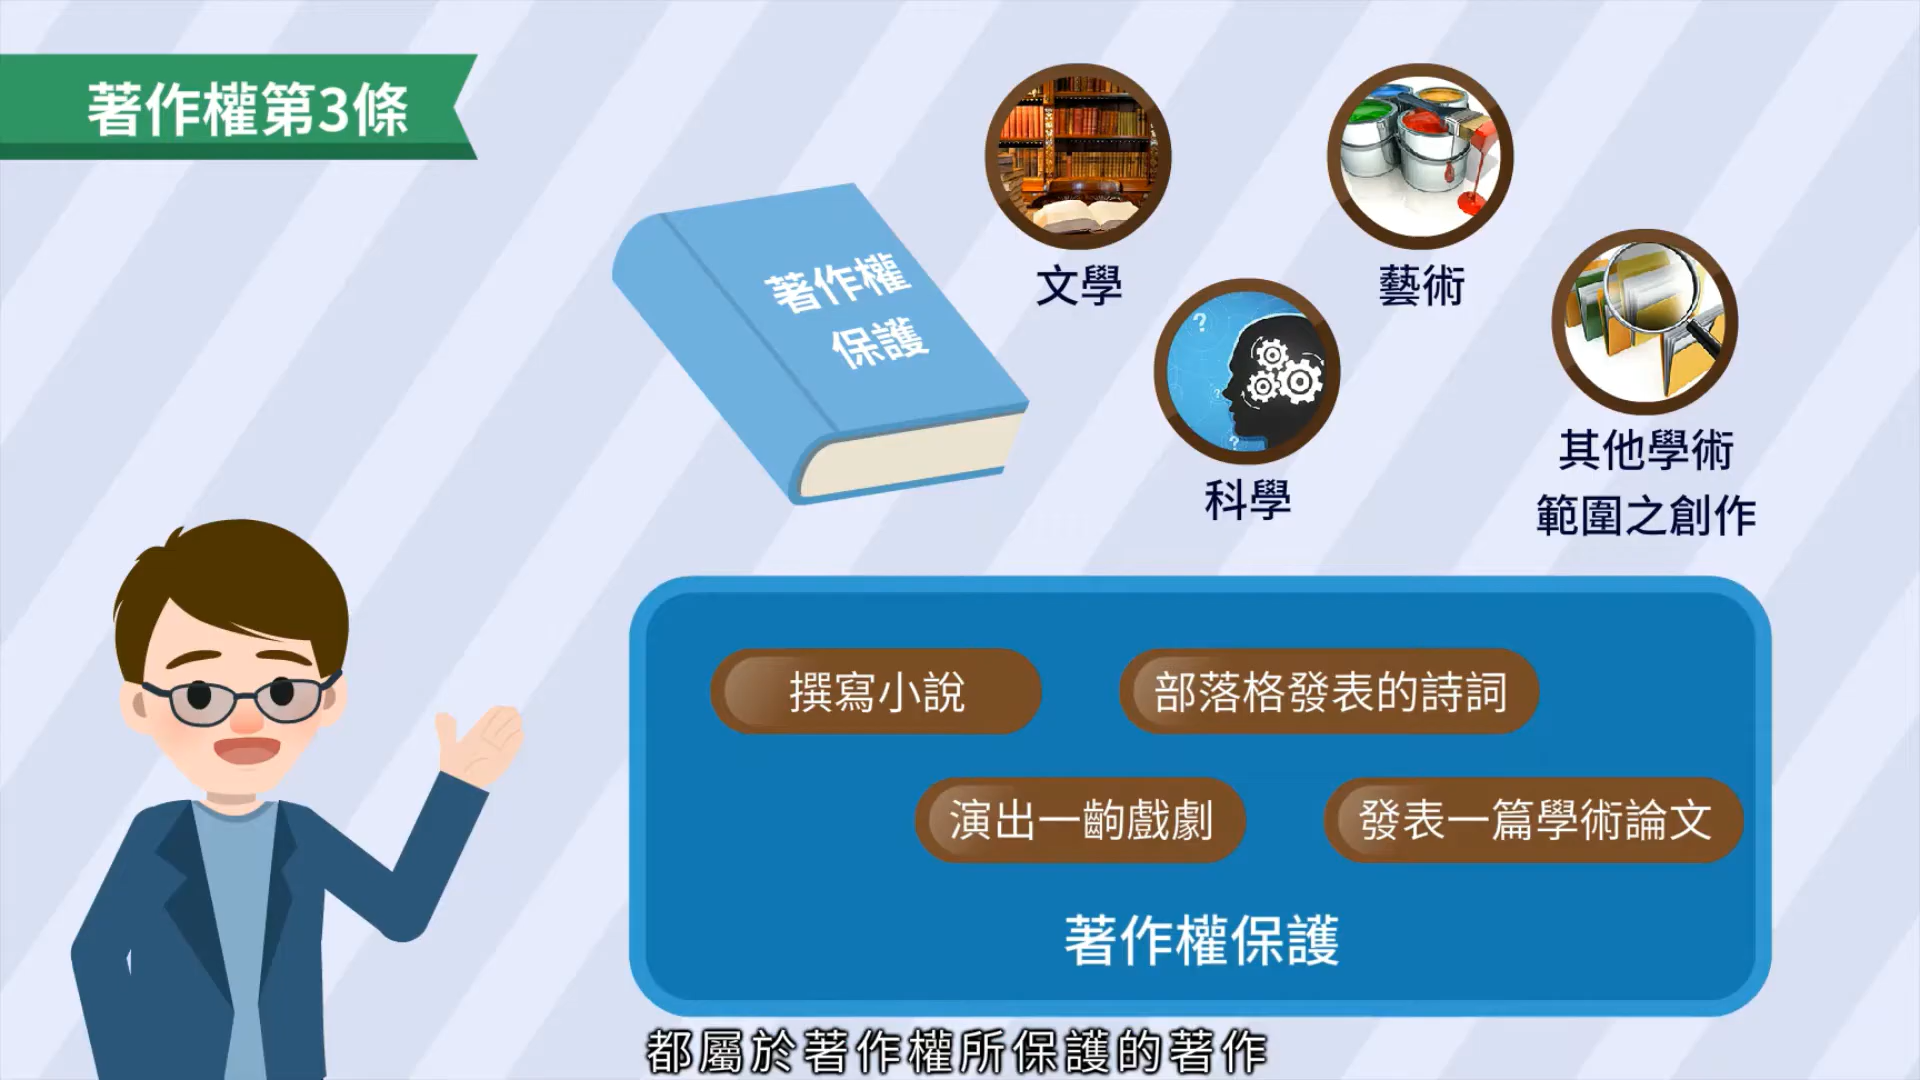 著作權第3條
著作權
保護
文學
藝術
科學
其他學術
範圍之創作
撰寫小說
部落格發表的詩詞
演出一齣戲劇
發表一篇學術論文
著作權保護
都屬於著作權所保護的著作